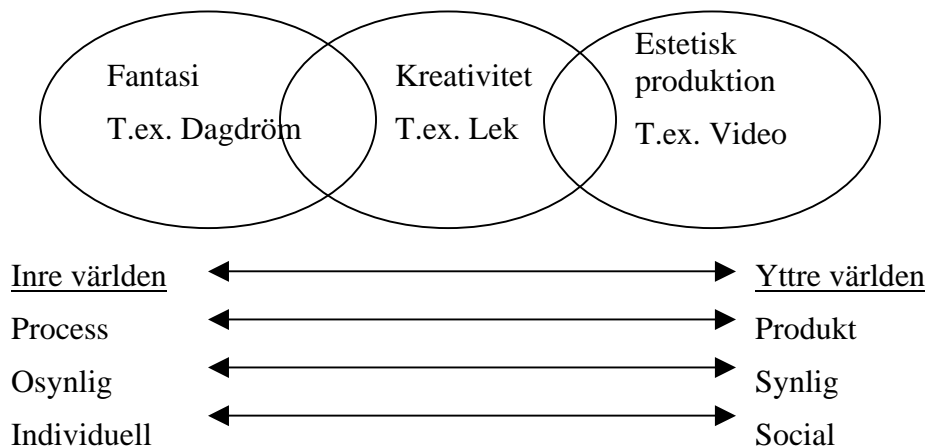 Fantasi
T.ex. Dagdröm
Kreativitet
T.ex. Lek
Estetisk
produktion
T.ex. Video
Inre världen
Yttre världen
Process
Produkt
Osynlig
Synlig
Individuell
Social